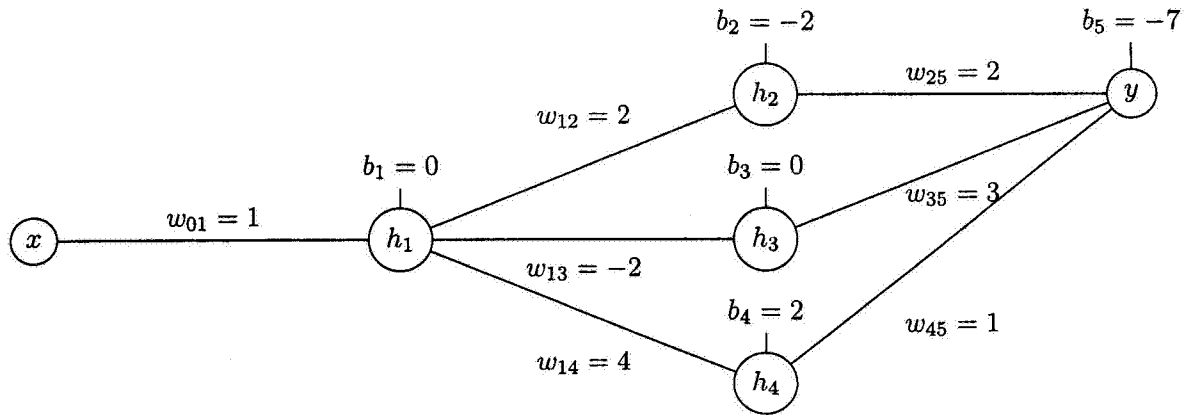 b₂ = −2
b₅ = −7
w₂₅ = 2
h₂
y
w₁₂ = 2
b₁ = 0
b₃ = 0
w₃₅ = 3
w₀₁ = 1
x
h₁
h₃
w₁₃ = −2
b₄ = 2
w₄₅ = 1
w₁₄ = 4
h₄